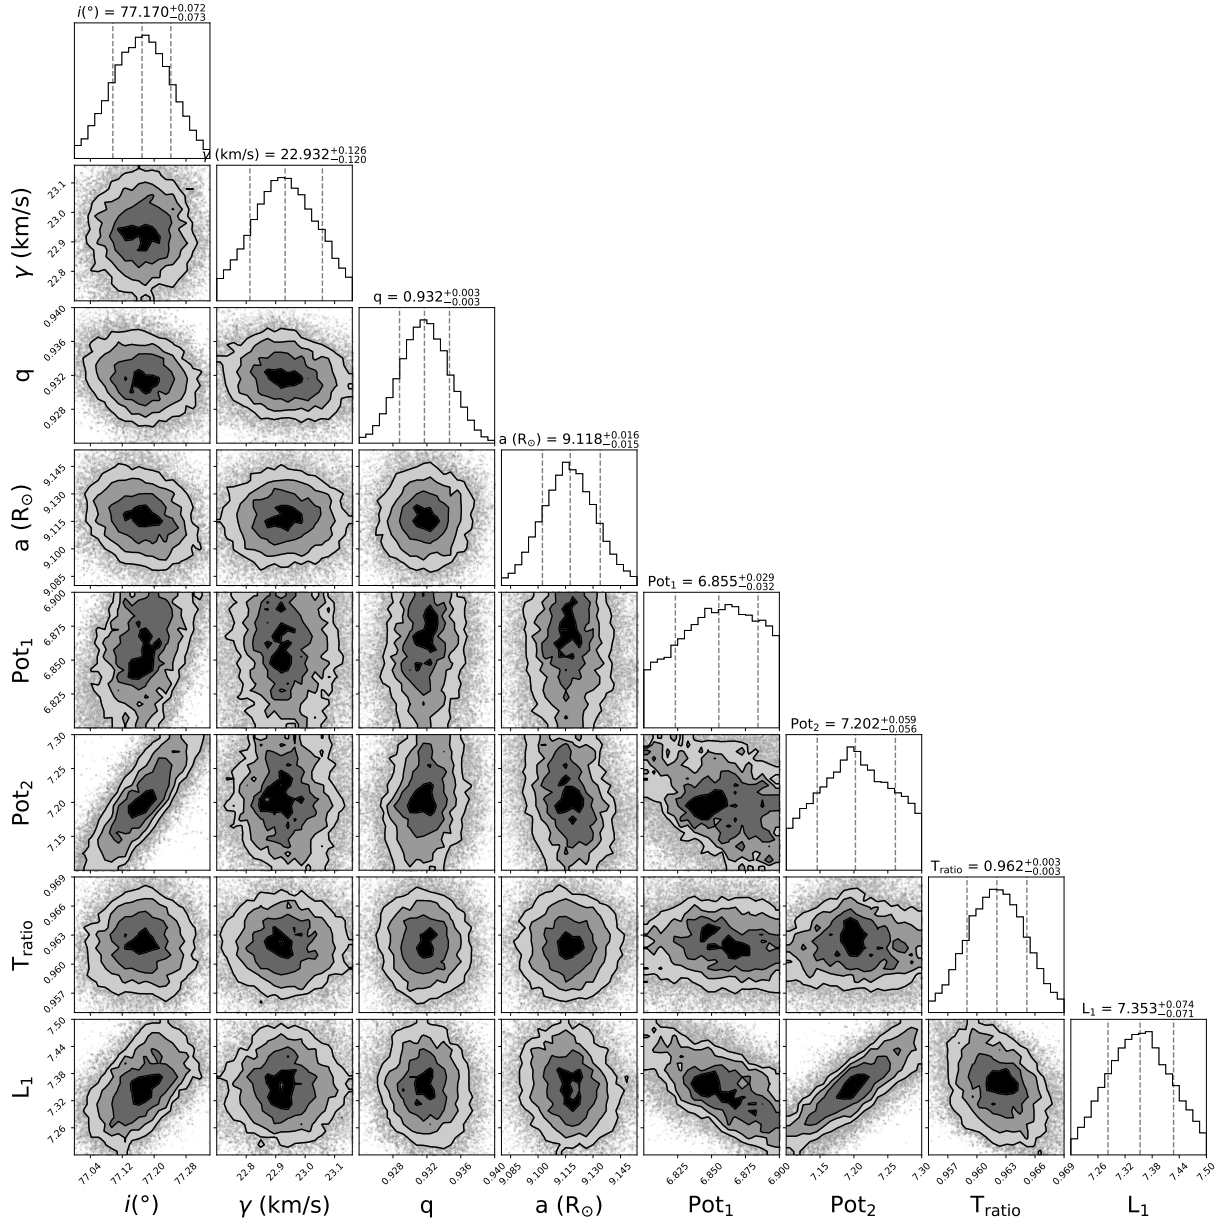 i(°) = 77.170+0.072−0.073
γ (km/s) = 22.932+0.126−0.120
23.1
23.0
22.9
22.8
γ (km/s)
q = 0.932+0.003−0.003
0.940
0.936
0.932
0.928
q
a (R⊙) = 9.118+0.016−0.015
9.145
9.130
9.115
9.100
9.085
a (R⊙)
Pot1 = 6.855+0.029−0.032
6.900
6.875
6.850
6.825
Pot1
Pot2 = 7.202+0.059−0.056
7.30
7.25
7.20
7.15
Pot2
Tratio = 0.962+0.003−0.003
0.969
0.966
0.963
0.960
0.957
Tratio
L1 = 7.353+0.074−0.071
7.50
7.44
7.38
7.32
7.26
L1
77.04 77.12 77.20 77.28 22.8 22.9 23.0 23.1 0.928 0.932 0.936 0.940 9.085 9.100 9.115 9.130 9.145 6.825 6.850 6.875 6.900 7.15 7.20 7.25 7.30 0.957 0.960 0.963 0.966 0.969 7.26 7.32 7.38 7.44 7.50
i(°) γ (km/s) q a (R⊙) Pot1 Pot2 Tratio L1